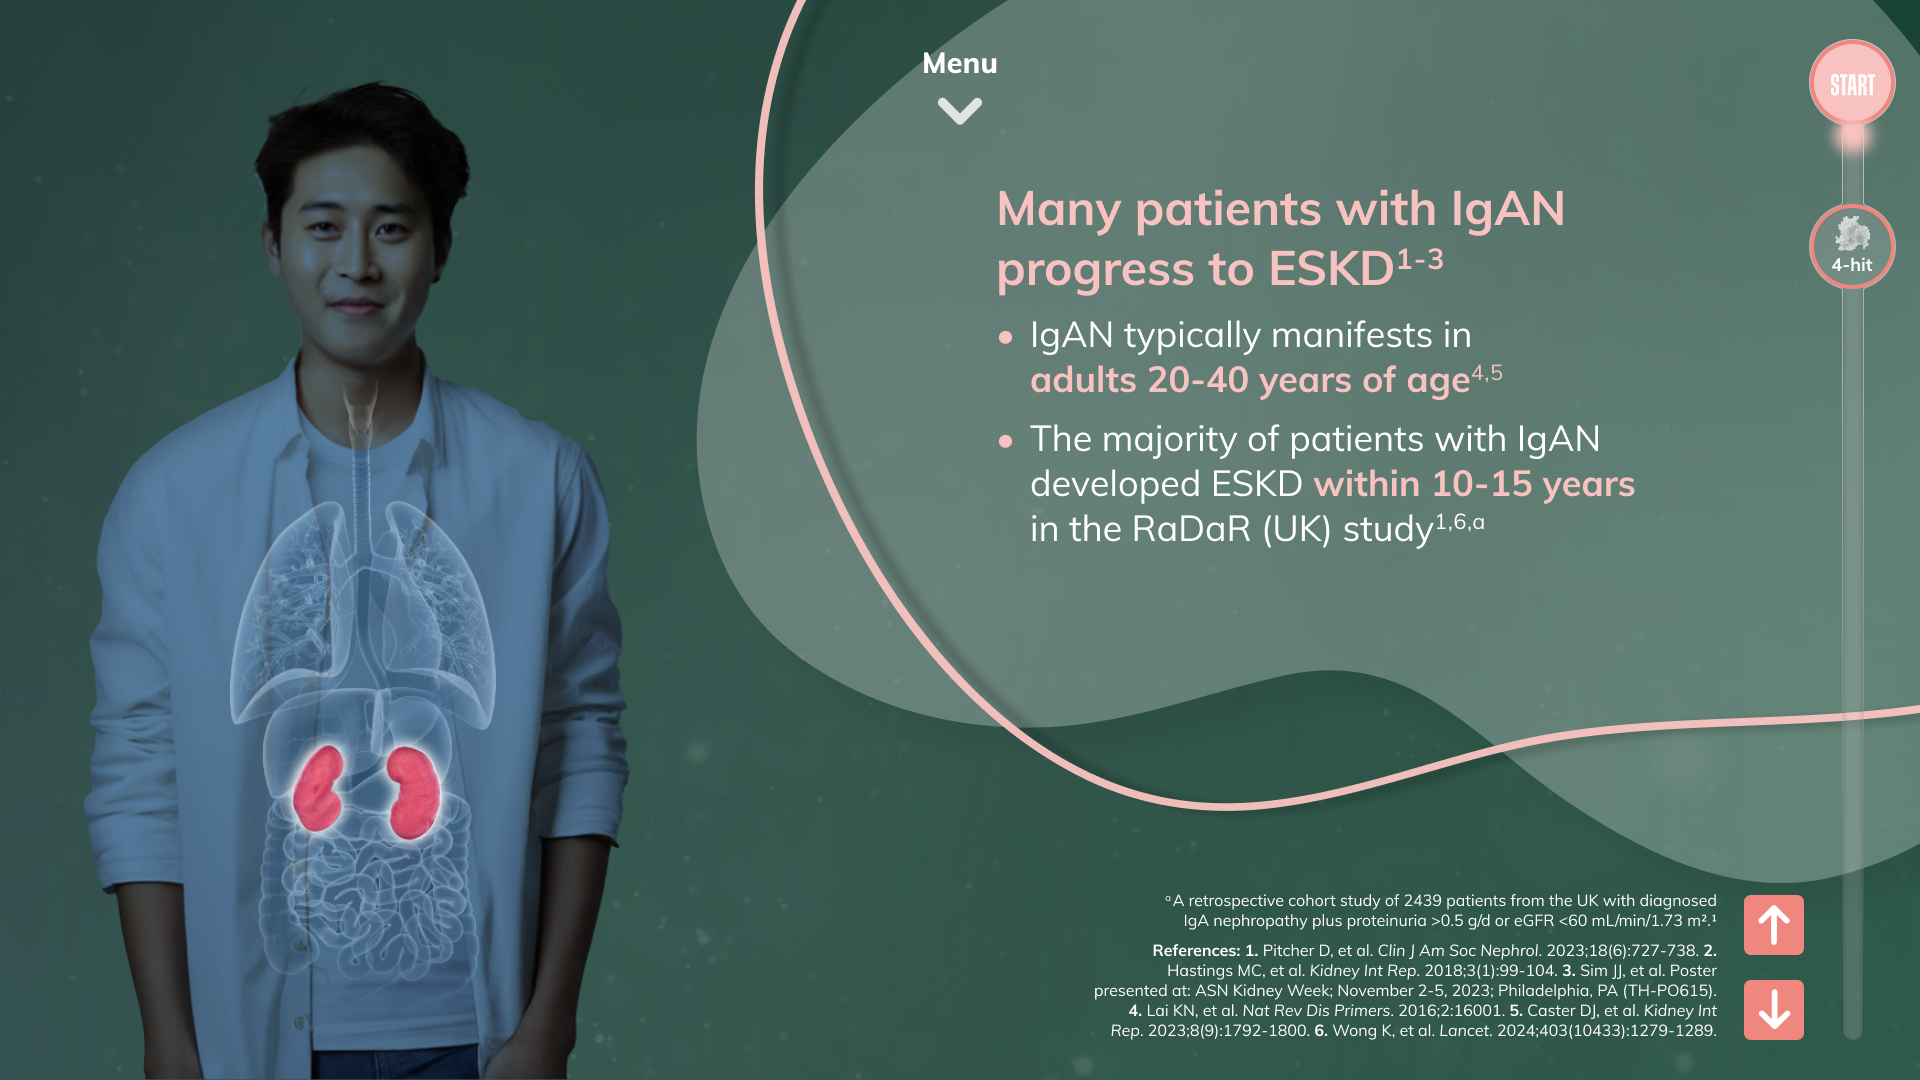 Menu
START
4-hit
Many patients with IgAN
progress to ESKD¹⁻³
• IgAN typically manifests in
adults 20-40 years of age⁴,⁵
• The majority of patients with IgAN
developed ESKD within 10-15 years
in the RaDaR (UK) study¹,⁶,ᵃ
ᵃA retrospective cohort study of 2439 patients from the UK with diagnosed
IgA nephropathy plus proteinuria >0.5 g/d or eGFR <60 mL/min/1.73 m².¹
References: 1. Pitcher D, et al. Clin J Am Soc Nephrol. 2023;18(6):727-738. 2.
Hastings MC, et al. Kidney Int Rep. 2018;3(1):99-104. 3. Sim JJ, et al. Poster
presented at: ASN Kidney Week; November 2-5, 2023; Philadelphia, PA (TH-PO615).
4. Lai KN, et al. Nat Rev Dis Primers. 2016;2:16001. 5. Caster DJ, et al. Kidney Int
Rep. 2023;8(9):1792-1800. 6. Wong K, et al. Lancet. 2024;403(10433):1279-1289.